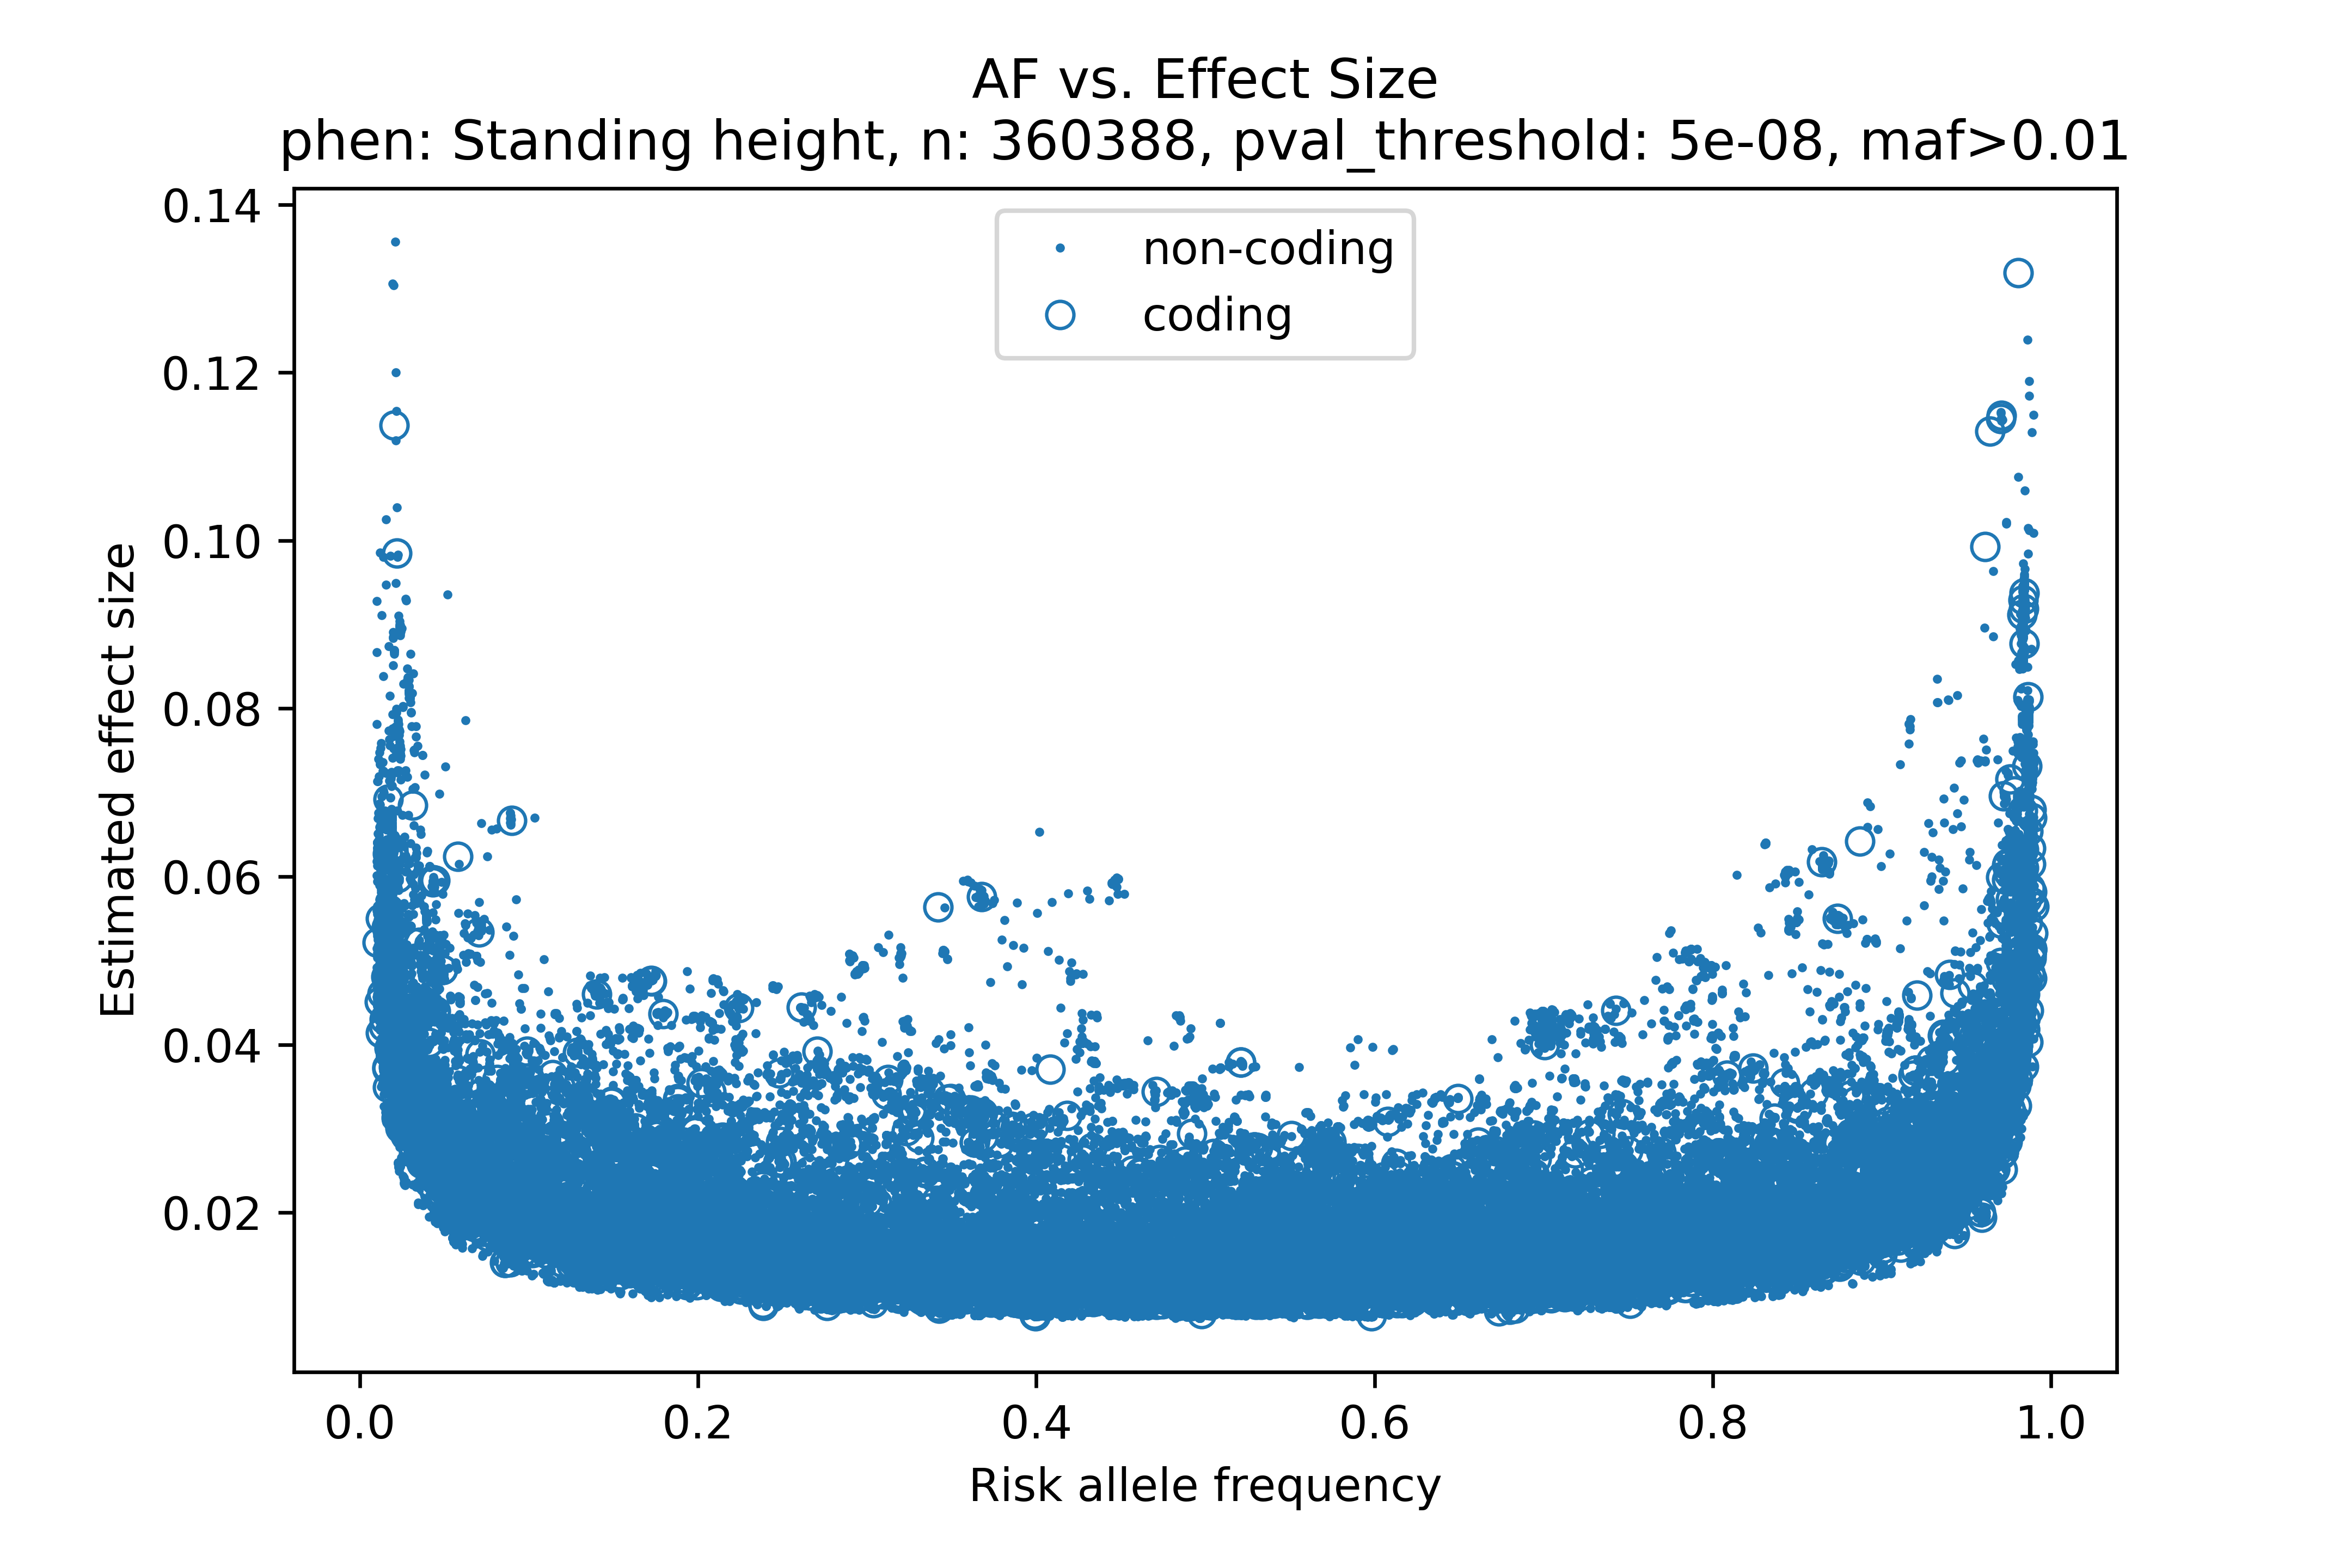 AF vs. Effect Size
phen: Standing height, n: 360388, pval_threshold: 5e-08, maf>0.01
non-coding
coding
Estimated effect size
0.14
0.12
0.10
0.08
0.06
0.04
0.02
0.0 0.2 0.4 0.6 0.8 1.0
Risk allele frequency